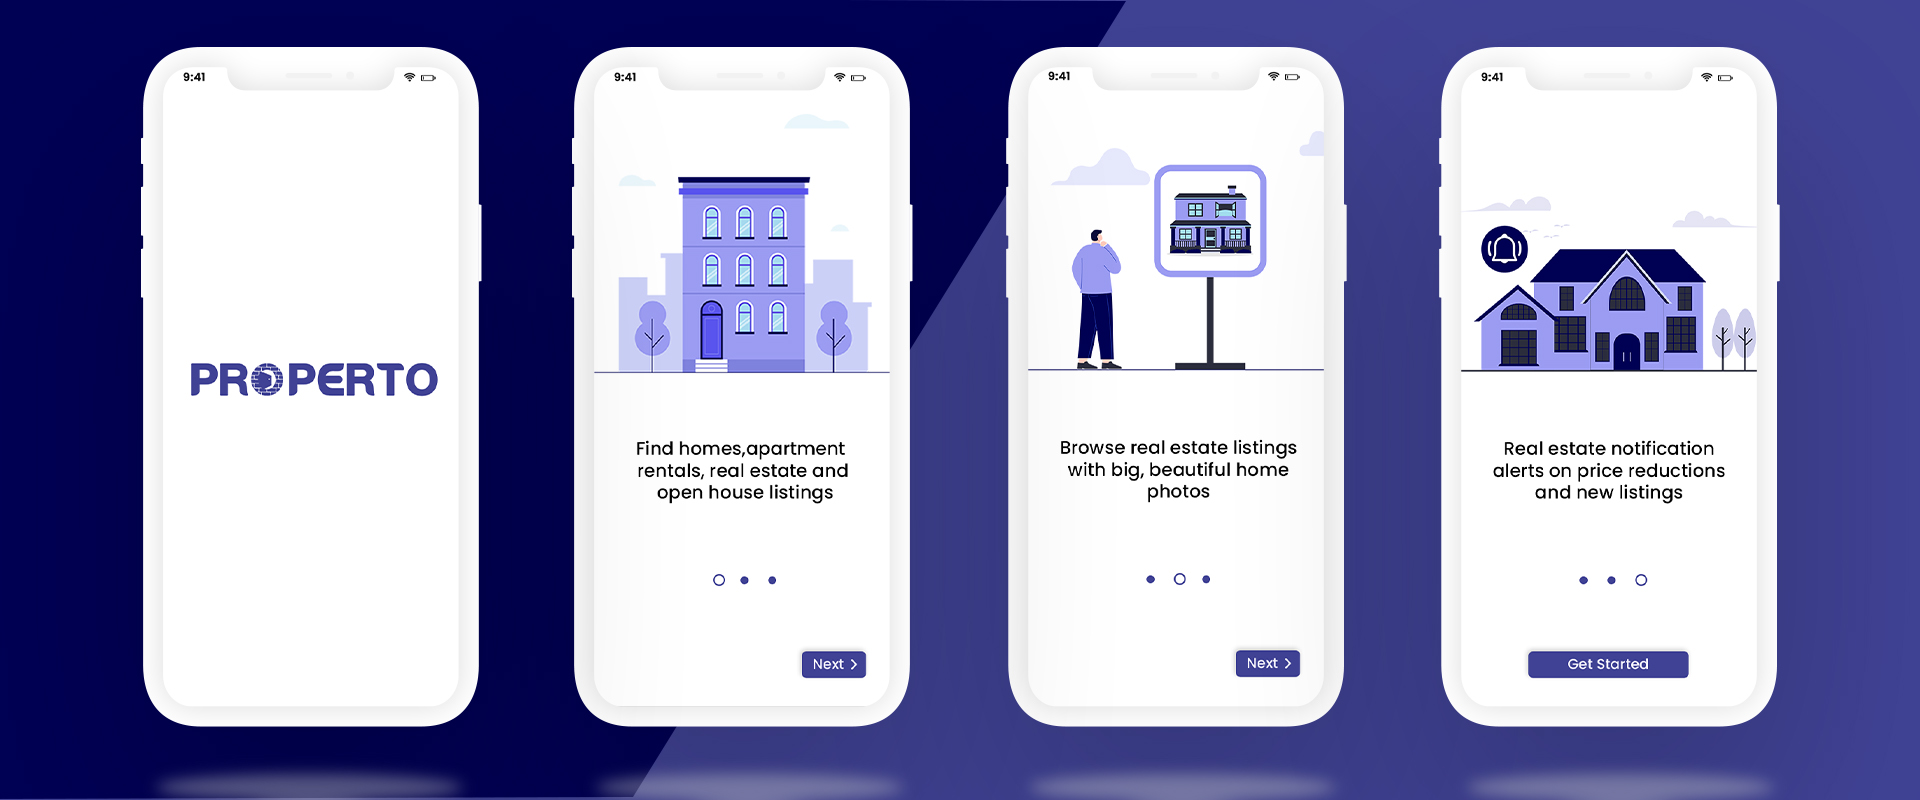 9:41
PROPERTO
9:41
Find homes,apartment
rentals, real estate and
open house listings
Next
9:41
Browse real estate listings
with big, beautiful home
photos
Next
9:41
Real estate notification
alerts on price reductions
and new listings
Get Started